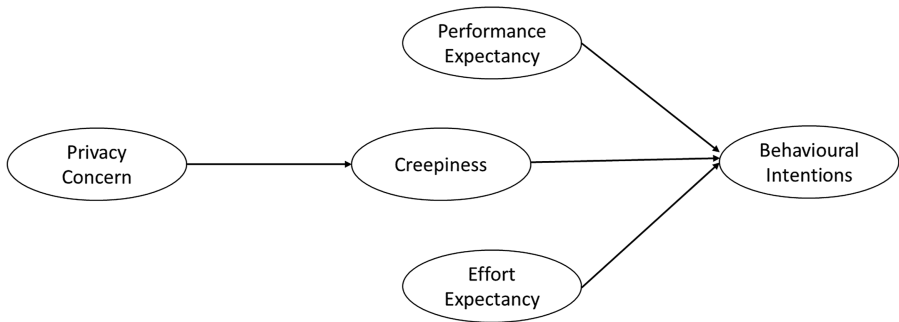 Performance
Expectancy
Privacy
Concern
Creepiness
Behavioural
Intentions
Effort
Expectancy